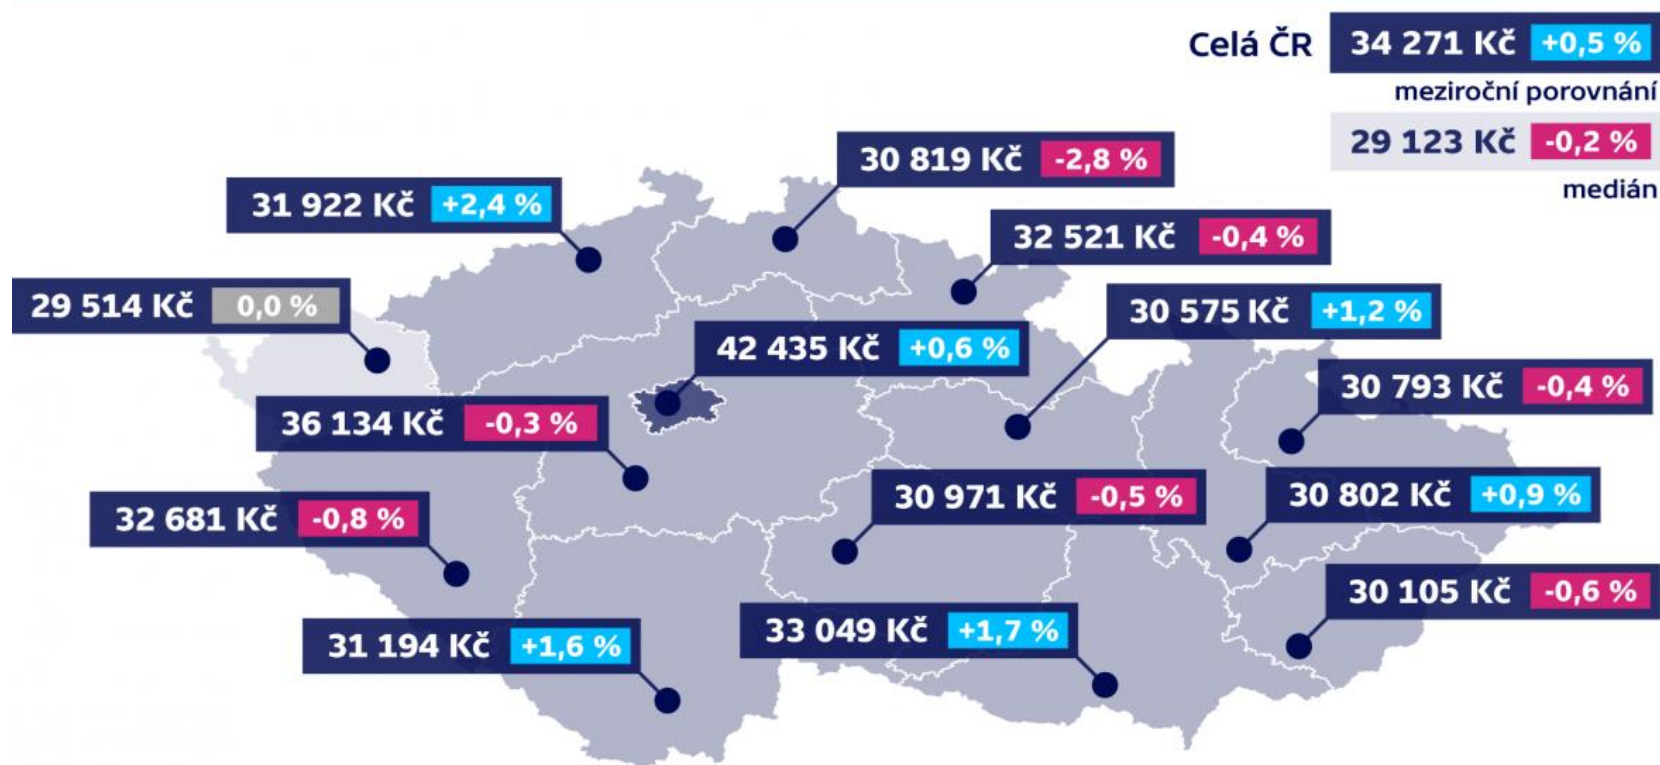 Celá ČR 34 271 Kč +0,5 %
meziroční porovnání
29 123 Kč -0,2 %
medián
30 819 Kč -2,8 %
31 922 Kč +2,4 %
32 521 Kč -0,4 %
29 514 Kč 0,0 %
30 575 Kč +1,2 %
42 435 Kč +0,6 %
30 793 Kč -0,4 %
36 134 Kč -0,3 %
30 971 Kč -0,5 %
30 802 Kč +0,9 %
32 681 Kč -0,8 %
30 105 Kč -0,6 %
33 049 Kč +1,7 %
31 194 Kč +1,6 %